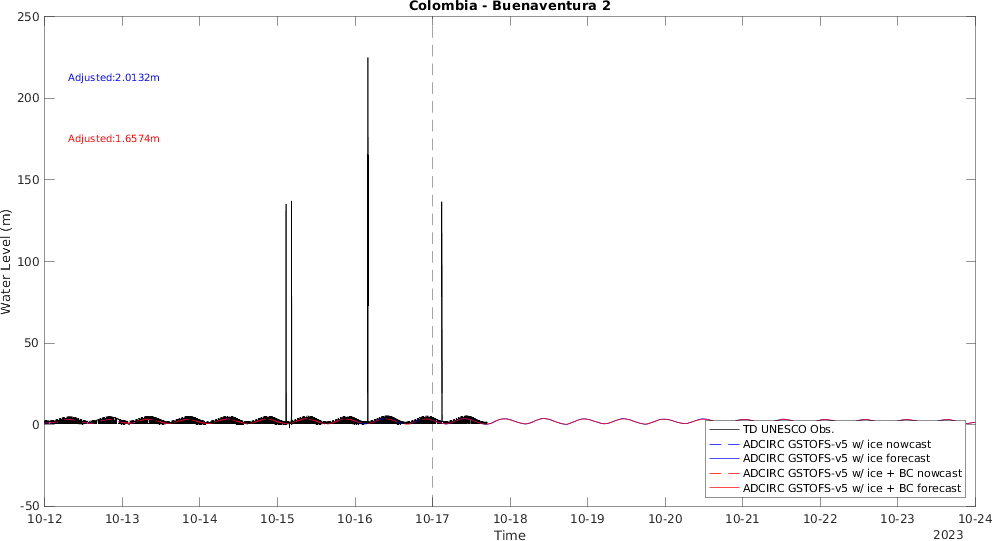 Colombia - Buenaventura 2
250
200
150
100
50
0
-50
Water Level (m)
Adjusted:2.0132m
Adjusted:1.6574m
TD UNESCO Obs.
ADCIRC GSTOFS-v5 w/ ice nowcast
ADCIRC GSTOFS-v5 w/ ice forecast
ADCIRC GSTOFS-v5 w/ ice + BC nowcast
ADCIRC GSTOFS-v5 w/ ice + BC forecast
10-12 10-13 10-14 10-15 10-16 10-17 10-18 10-19 10-20 10-21 10-22 10-23 10-24
Time
2023